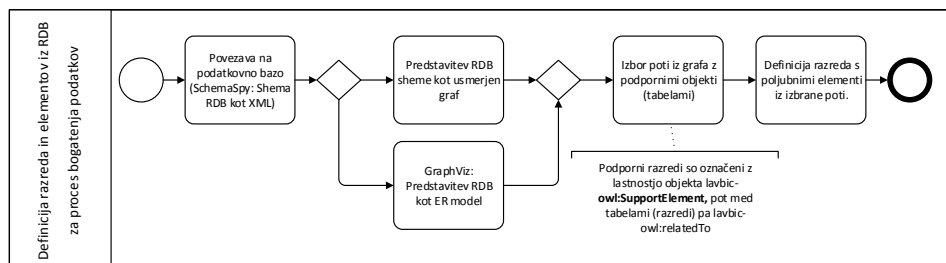 Definicija razreda in elementov iz RDB
za proces bogatenja podatkov
Povezava na
podatkovno bazo
(SchemaSpy: Shema
RDB kot XML)
Predstavitev RDB
sheme kot usmerjen
graf
GraphViz:
Predstavitev RDB
kot ER model
Izbor poti iz grafa z
podpornimi objekti
(tabelami)
Definicija razreda s
poljubnimi elementi
iz izbrane poti.
Podporni razredi so označeni z
lastnostjo objekta lavbic-
owl:SupportElement, pot med
tabelami (razredi) pa lavbic-
owl:relatedTo